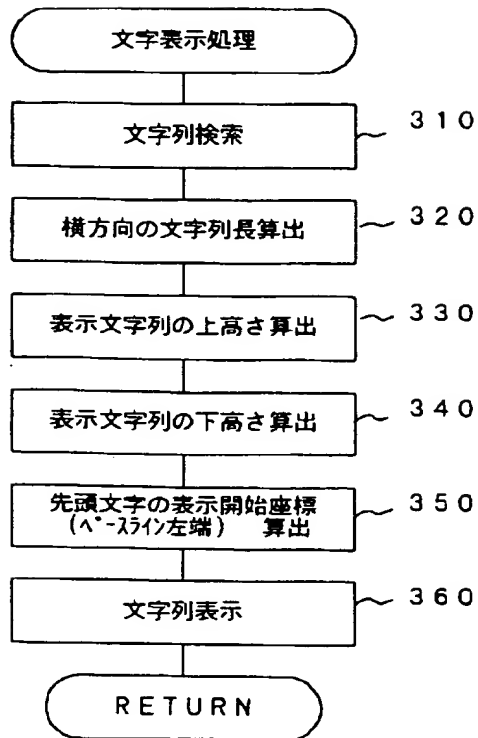 文字表示処理
文字列検索
310
横方向の文字列長算出
320
表示文字列の上高さ算出
330
表示文字列の下高さ算出
340
先頭文字の表示開始座標
(ベースライン左端) 算出
350
文字列表示
360
RETURN